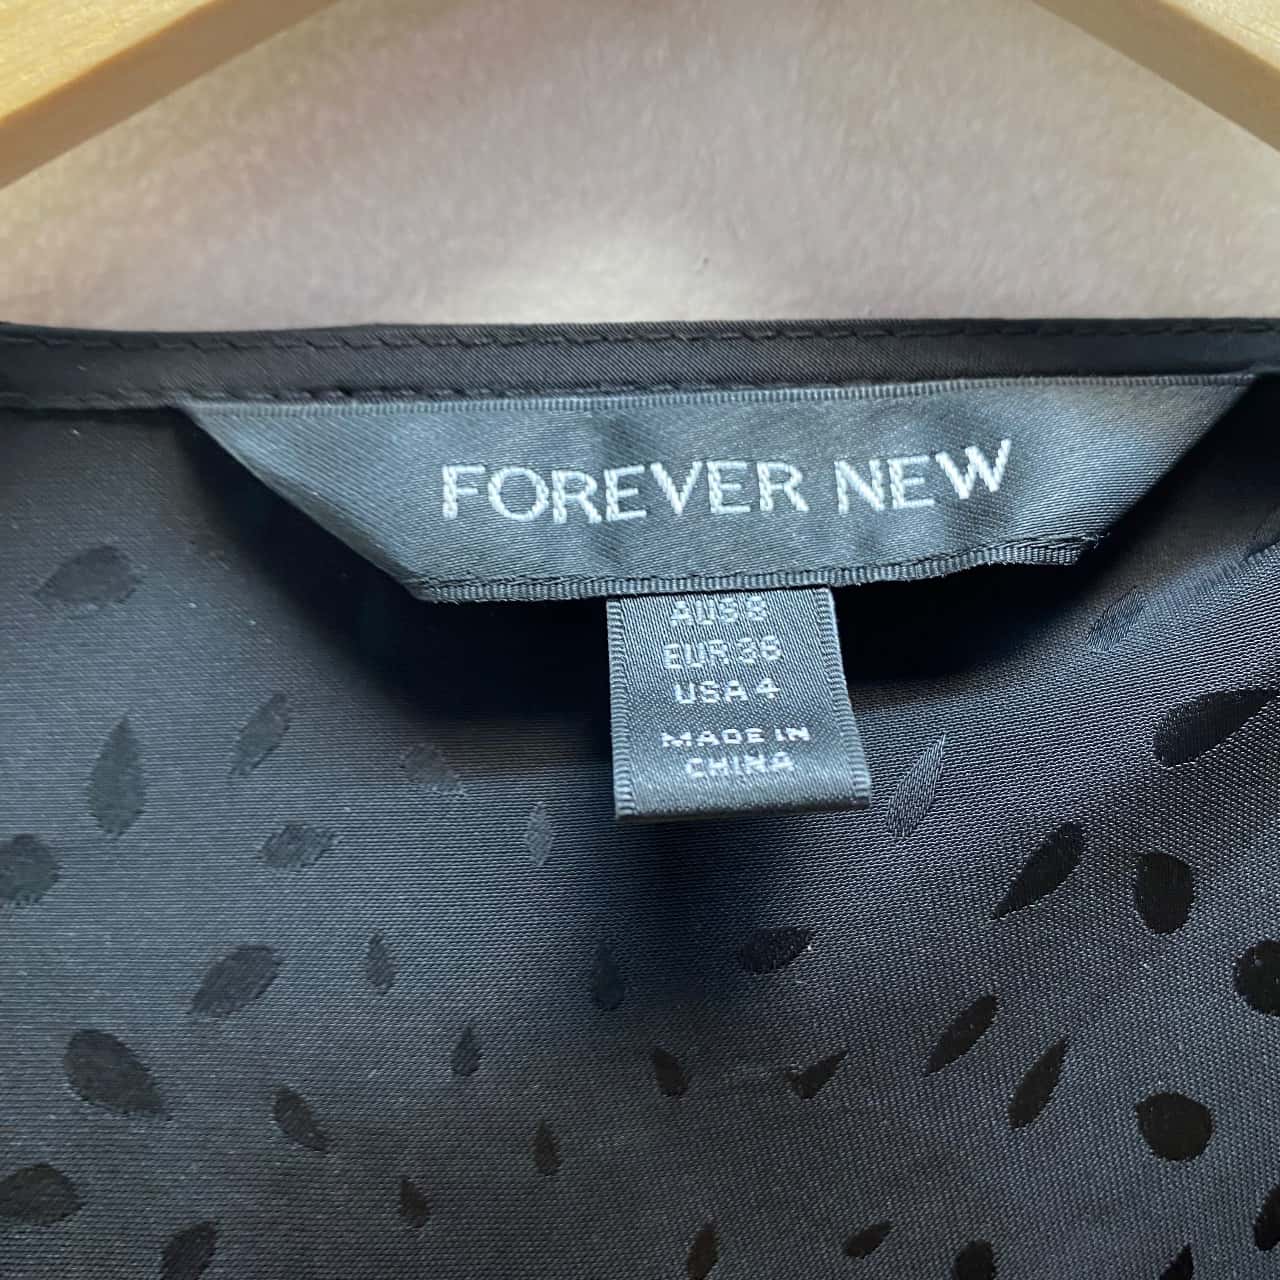 FOREVER NEW
AUS 8
EUR 36
USA 4
MADE IN
CHINA